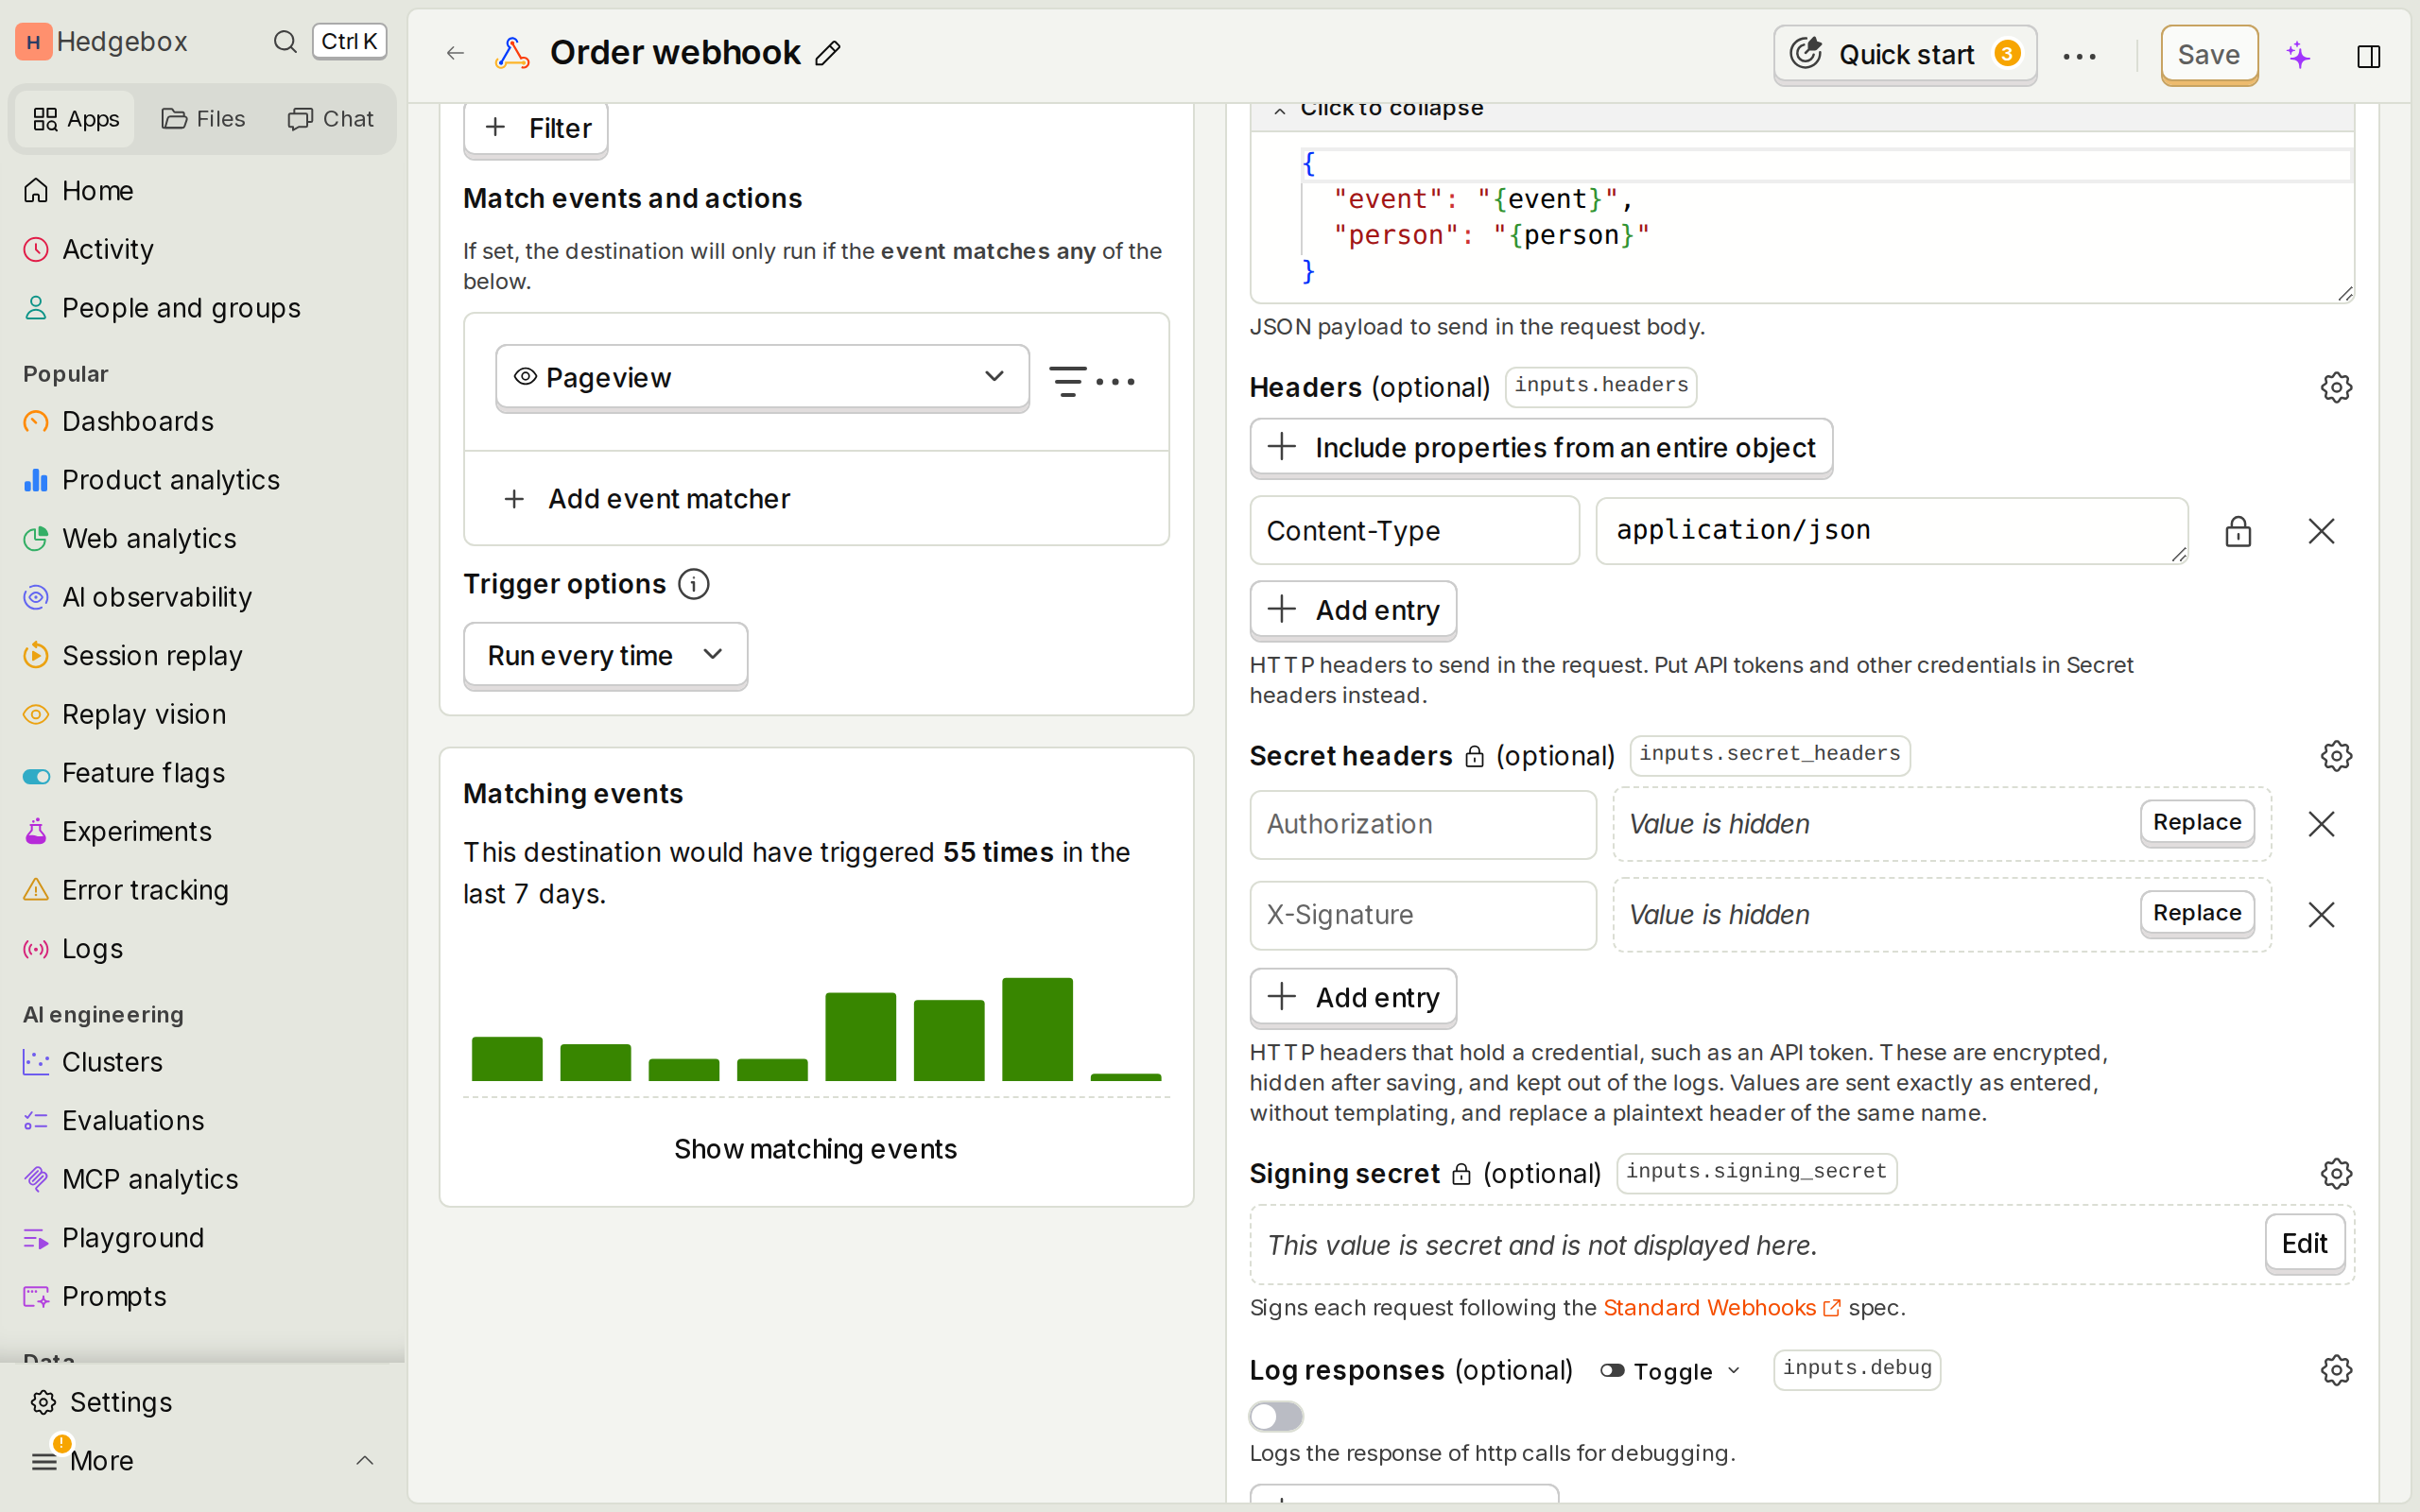 H Hedgebox Ctrl K
Apps Files Chat
Home
Activity
People and groups
Popular
Dashboards
Product analytics
Web analytics
AI observability
Session replay
Replay vision
Feature flags
Experiments
Error tracking
Logs
AI engineering
Clusters
Evaluations
MCP analytics
Playground
Prompts
Data
Settings
More
Order webhook
Quick start 3
Save
Filter
Match events and actions
If set, the destination will only run if the event matches any of the
below.
Pageview
Add event matcher
Trigger options
Run every time
Matching events
This destination would have triggered 55 times in the
last 7 days.
Show matching events
Click to collapse
{
"event": "{event}",
"person": "{person}"
}
JSON payload to send in the request body.
Headers (optional) inputs.headers
Include properties from an entire object
Content-Type application/json
Add entry
HTTP headers to send in the request. Put API tokens and other credentials in Secret
headers instead.
Secret headers (optional) inputs.secret_headers
Authorization Value is hidden Replace
X-Signature Value is hidden Replace
Add entry
HTTP headers that hold a credential, such as an API token. These are encrypted,
hidden after saving, and kept out of the logs. Values are sent exactly as entered,
without templating, and replace a plaintext header of the same name.
Signing secret (optional) inputs.signing_secret
This value is secret and is not displayed here. Edit
Signs each request following the Standard Webhooks spec.
Log responses (optional) Toggle inputs.debug
Logs the response of http calls for debugging.